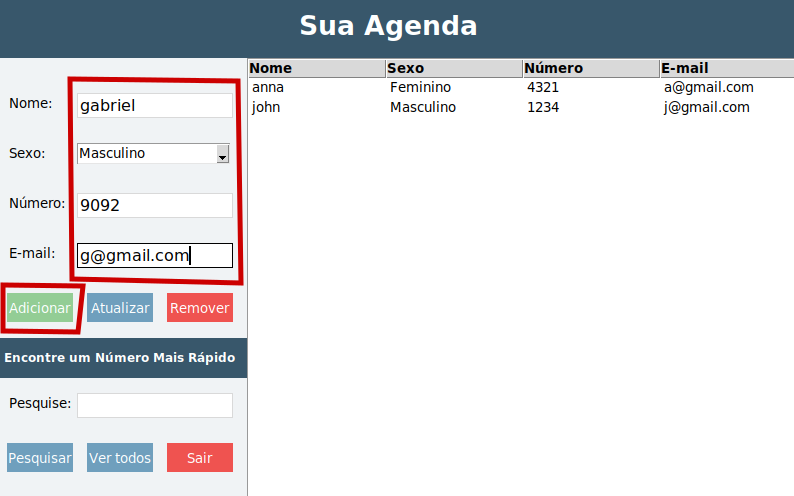 Sua Agenda
Nome: gabriel
Sexo: Masculino
Número: 9092
E-mail: g@gmail.com
Adicionar Atualizar Remover
Encontre um Número Mais Rápido
Pesquise:
Pesquisar Ver todos Sair
Nome Sexo Número E-mail
anna Feminino 4321 a@gmail.com
john Masculino 1234 j@gmail.com